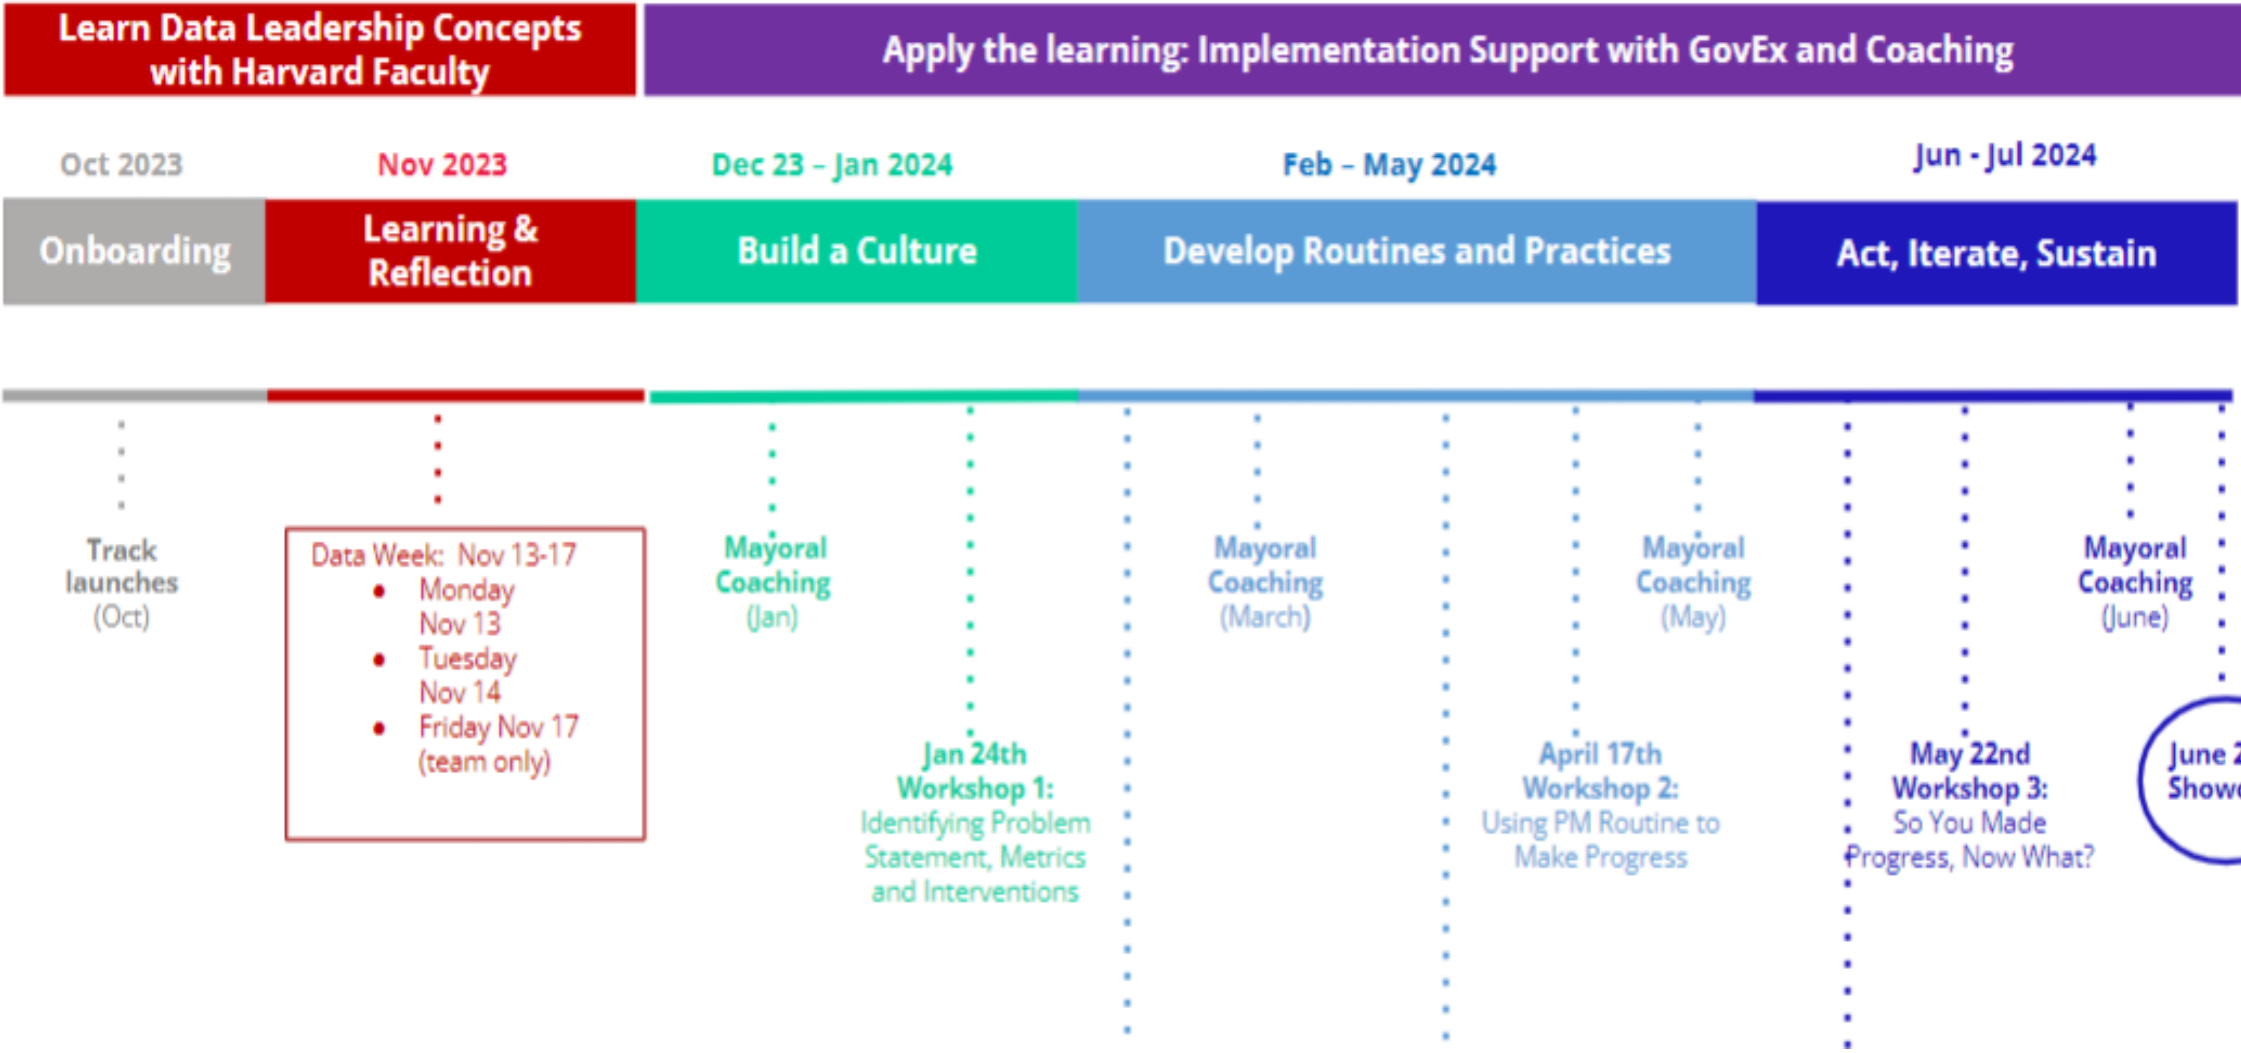 Learn Data Leadership Concepts
with Harvard Faculty
Apply the learning: Implementation Support with GovEx and Coaching
Oct 2023
Nov 2023
Dec 23 – Jan 2024
Feb – May 2024
Jun - Jul 2024
Onboarding
Learning &
Reflection
Build a Culture
Develop Routines and Practices
Act, Iterate, Sustain
Track
launches
(Oct)
Data Week: Nov 13-17
● Monday
Nov 13
● Tuesday
Nov 14
● Friday Nov 17
(team only)
Mayoral
Coaching
(Jan)
Jan 24th
Workshop 1:
Identifying Problem
Statement, Metrics
and Interventions
Mayoral
Coaching
(March)
April 17th
Workshop 2:
Using PM Routine to
Make Progress
Mayoral
Coaching
(May)
May 22nd
Workshop 3:
So You Made
Progress, Now What?
Mayoral
Coaching
(June)
June